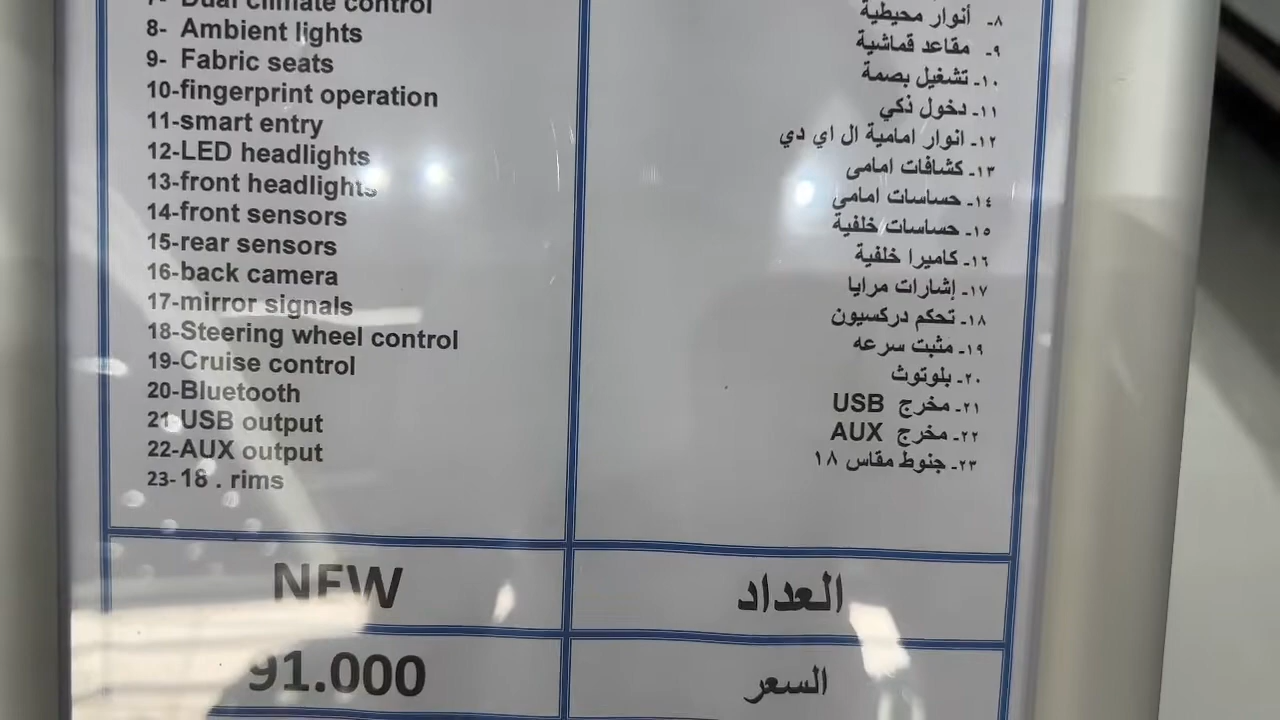 7- Dual climate control
8- Ambient lights
9- Fabric seats
10-fingerprint operation
11-smart entry
12-LED headlights
13-front headlights
14-front sensors
15-rear sensors
16-back camera
17-mirror signals
18-Steering wheel control
19-Cruise control
20-Bluetooth
21-USB output
22-AUX output
23-18 . rims
٨- أنوار محيطية
٩- مقاعد قماشية
١٠- تشغيل بصمة
١١- دخول ذكي
١٢- انوار امامية ال اي دي
١٣- كشافات امامى
١٤- حساسات امامي
١٥- حساسات خلفية
١٦- كاميرا خلفية
١٧- إشارات مرايا
١٨- تحكم دركسيون
١٩- مثبت سرعه
٢٠- بلوتوث
٢١- مخرج USB
٢٢- مخرج AUX
٢٣- جنوط مقاس ١٨
NEW العداد
91.000 السعر